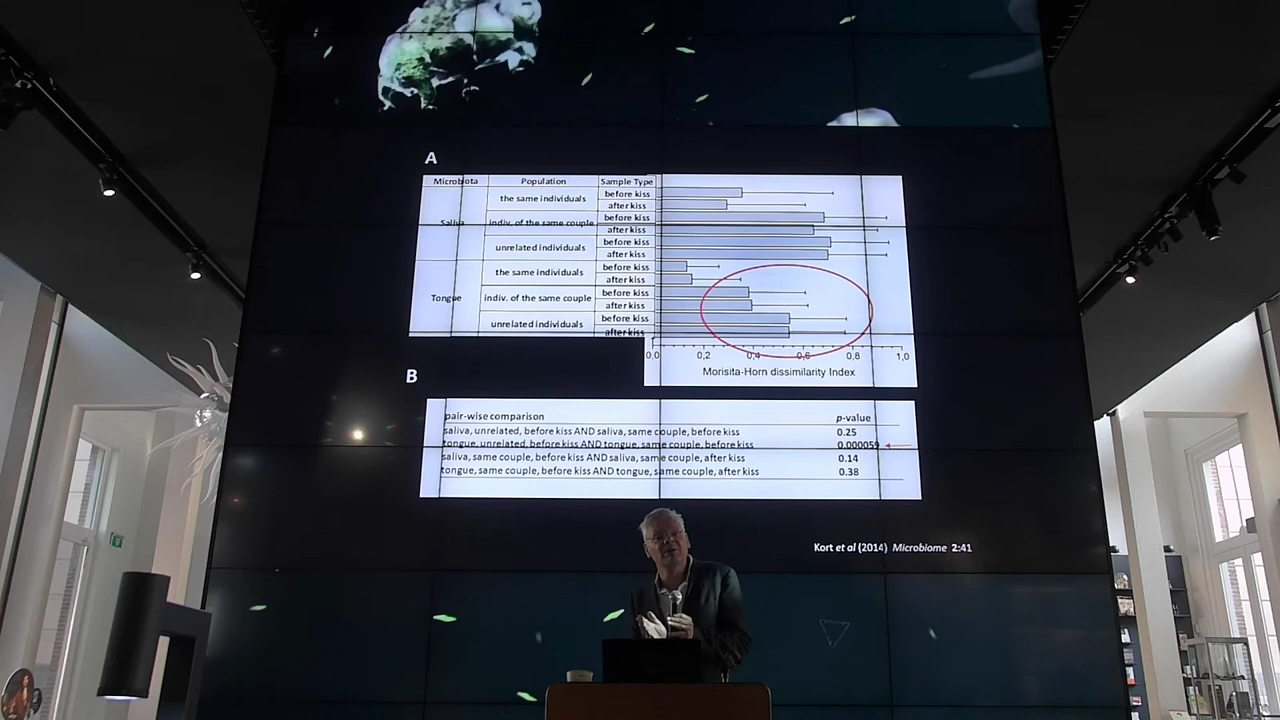 A
Microbiota Population Sample Type
Saliva the same individuals before kiss
after kiss
indiv. of the same couple before kiss
after kiss
unrelated individuals before kiss
after kiss
Tongue the same individuals before kiss
after kiss
indiv. of the same couple before kiss
after kiss
unrelated individuals before kiss
after kiss
0,0 0,2 0,4 0,6 0,8 1,0
Morisita-Horn dissimilarity Index
B
pair-wise comparison p-value
saliva, unrelated, before kiss AND saliva, same couple, before kiss 0.25
tongue, unrelated, before kiss AND tongue, same couple, before kiss 0.000059
saliva, same couple, before kiss AND saliva, same couple, after kiss 0.14
tongue, same couple, before kiss AND tongue, same couple, after kiss 0.38
Kort et al (2014) Microbiome 2:41